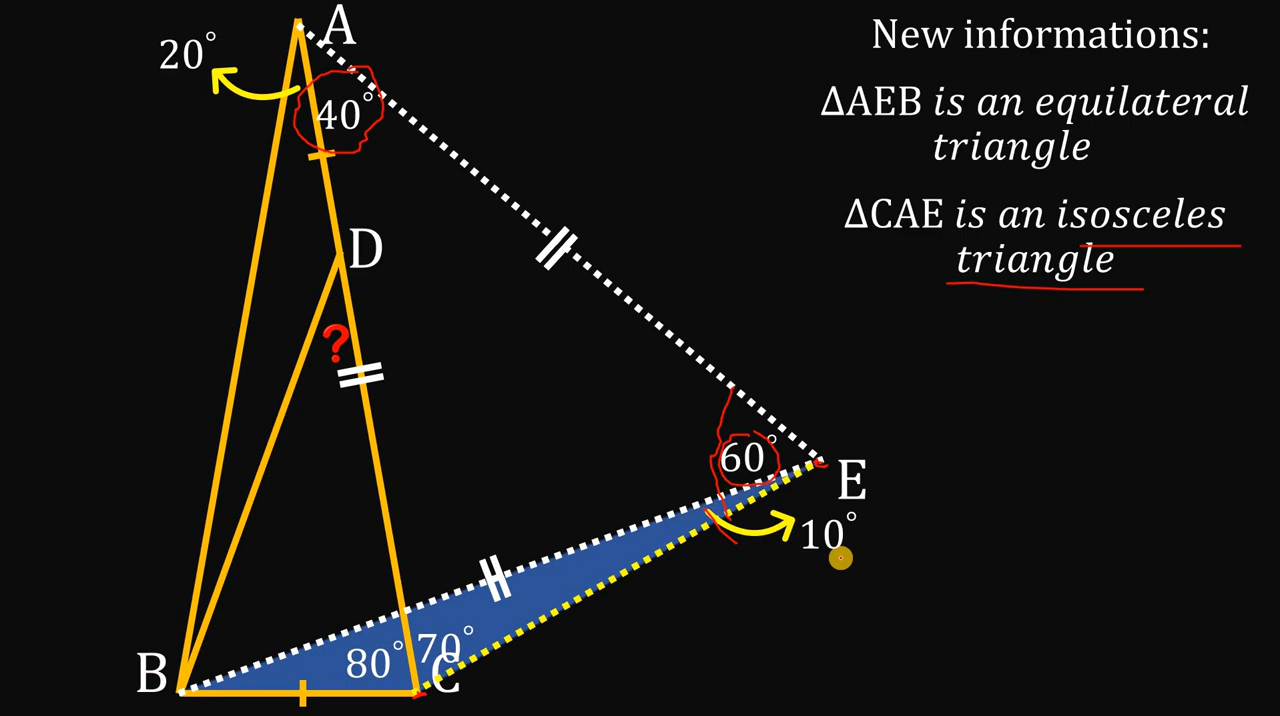 New informations:
ΔAEB is an equilateral
triangle
ΔCAE is an isosceles
triangle
A
20°
40°
D
?
60°
E
10°
80°
70°
B
C